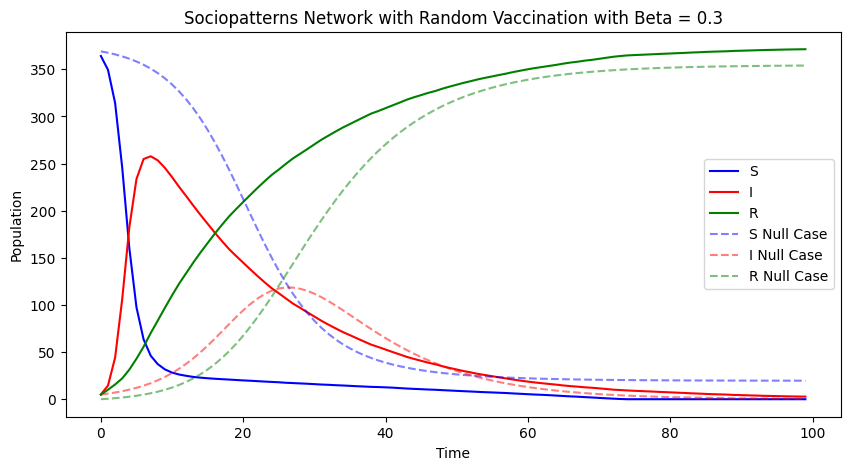 Sociopatterns Network with Random Vaccination with Beta = 0.3
Population
350
300
250
200
150
100
50
0
0
20
40
60
80
100
Time
S
I
R
S Null Case
I Null Case
R Null Case